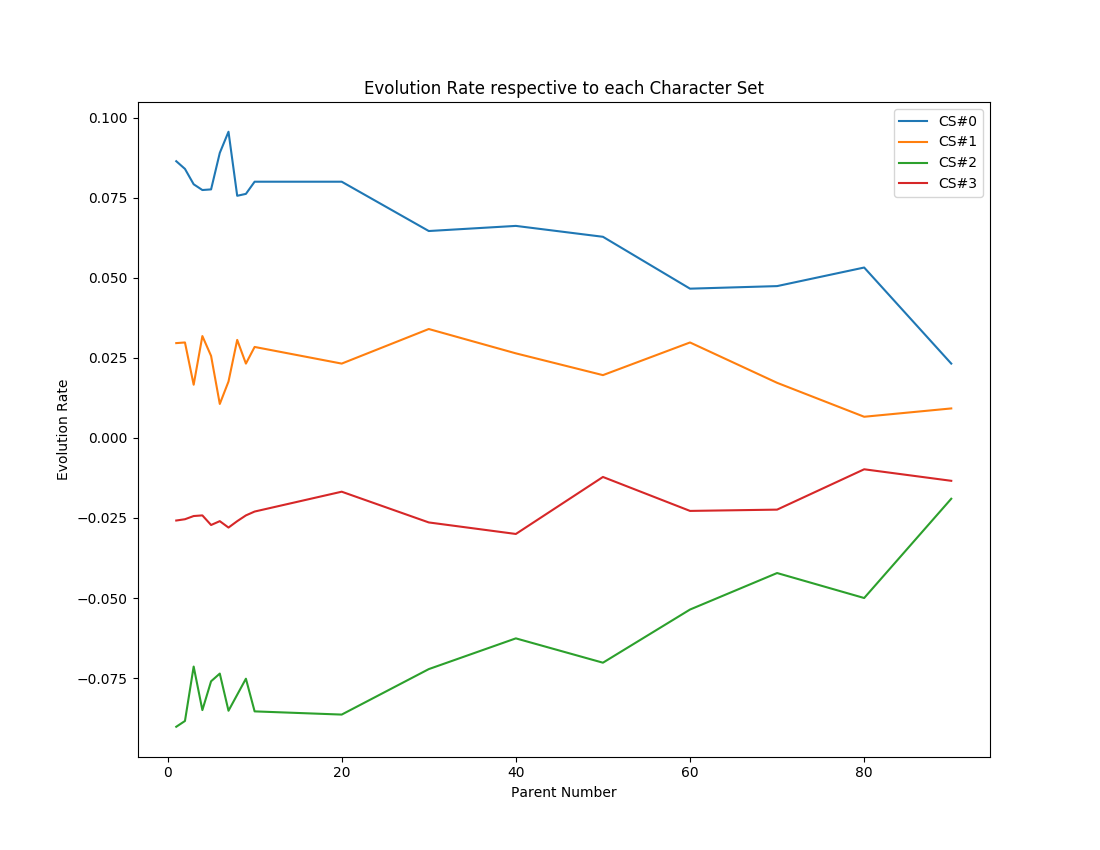 Evolution Rate respective to each Character Set
CS#0
CS#1
CS#2
CS#3
0.100
0.075
0.050
0.025
0.000
−0.025
−0.050
−0.075
Evolution Rate
0 20 40 60 80
Parent Number